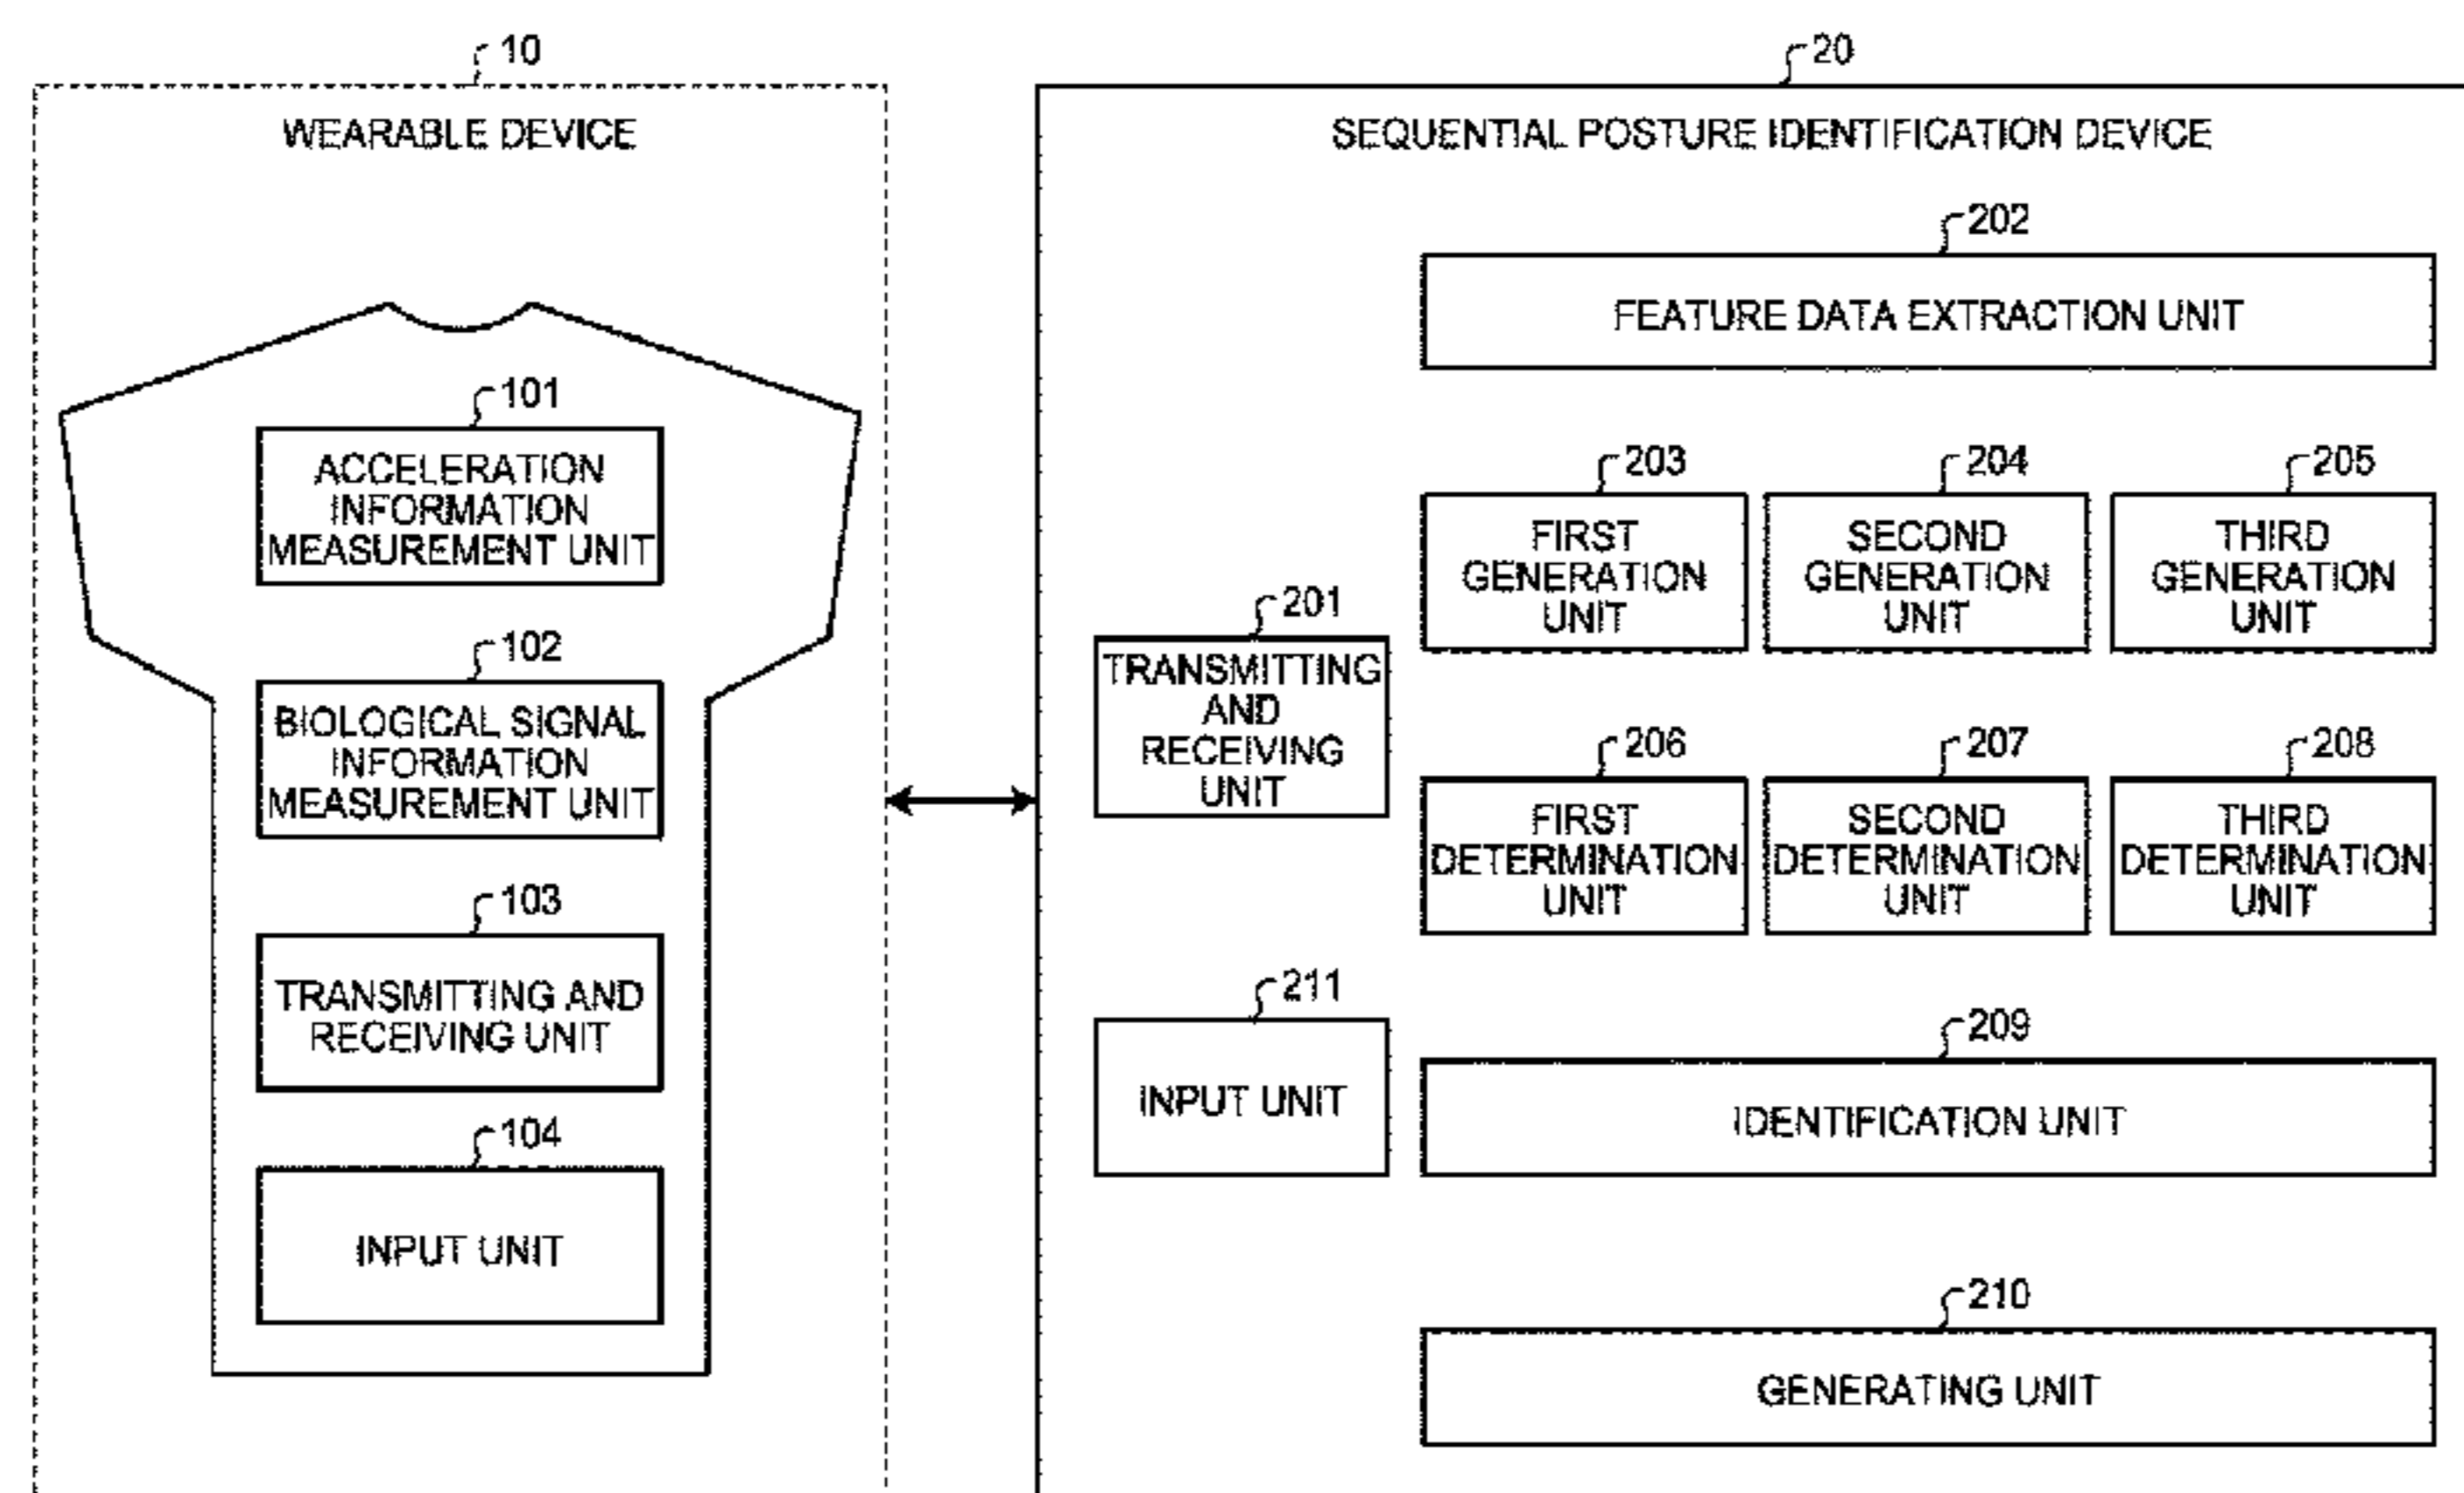 10
WEARABLE DEVICE
101
ACCELERATION
INFORMATION
MEASUREMENT UNIT
102
BIOLOGICAL SIGNAL
INFORMATION
MEASUREMENT UNIT
103
TRANSMITTING AND
RECEIVING UNIT
104
INPUT UNIT
20
SEQUENTIAL POSTURE IDENTIFICATION DEVICE
201
TRANSMITTING
AND
RECEIVING
UNIT
211
INPUT UNIT
202
FEATURE DATA EXTRACTION UNIT
203
FIRST
GENERATION
UNIT
204
SECOND
GENERATION
UNIT
205
THIRD
GENERATION
UNIT
206
FIRST
DETERMINATION
UNIT
207
SECOND
DETERMINATION
UNIT
208
THIRD
DETERMINATION
UNIT
209
IDENTIFICATION UNIT
210
GENERATING UNIT